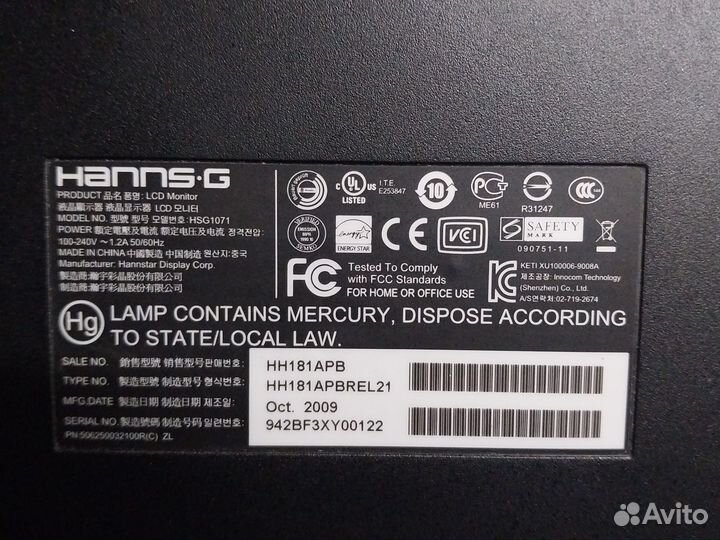 HANNS·G
PRODUCT 品名 품명: LCD Monitor
液晶顯示器 液晶显示器 LCD 모니터
MODEL NO. 型號 型号 모델번호: HSG1071
POWER 額定電壓及電流 额定电压及电流 정격전압:
100-240V ~ 1.2A 50/60Hz
MADE IN CHINA 中國製造 中国制造 원산지: 중국
Manufacturer: Hannstar Display Corp.
製造商: 瀚宇彩晶股份有限公司
制造商: 瀚宇彩晶股份有限公司
c UL US
LISTED
I.T.E
E253847
10
ME61
R31247
SAFETY
MARK
090751-11
ENERGY STAR
VCI
FC
Tested To Comply
with FCC Standards
FOR HOME OR OFFICE USE
KETI XU100006-9008A
제조공장: Innocom Technology
(Shenzhen) Co., Ltd.
A/S연락처: 02-719-2674
Hg
LAMP CONTAINS MERCURY, DISPOSE ACCORDING
TO STATE/LOCAL LAW.
SALE NO. 銷售型號 销售型号 판매번호: HH181APB
TYPE NO. 製造型號 制造型号 형식번호: HH181APBREL21
MFG.DATE 製造日期 制造日期 제조일: Oct. 2009
SERIAL NO. 製造號碼 制造号码 일련번호: 942BF3XY00122
PN:506250032100R(C) ZL
Avito